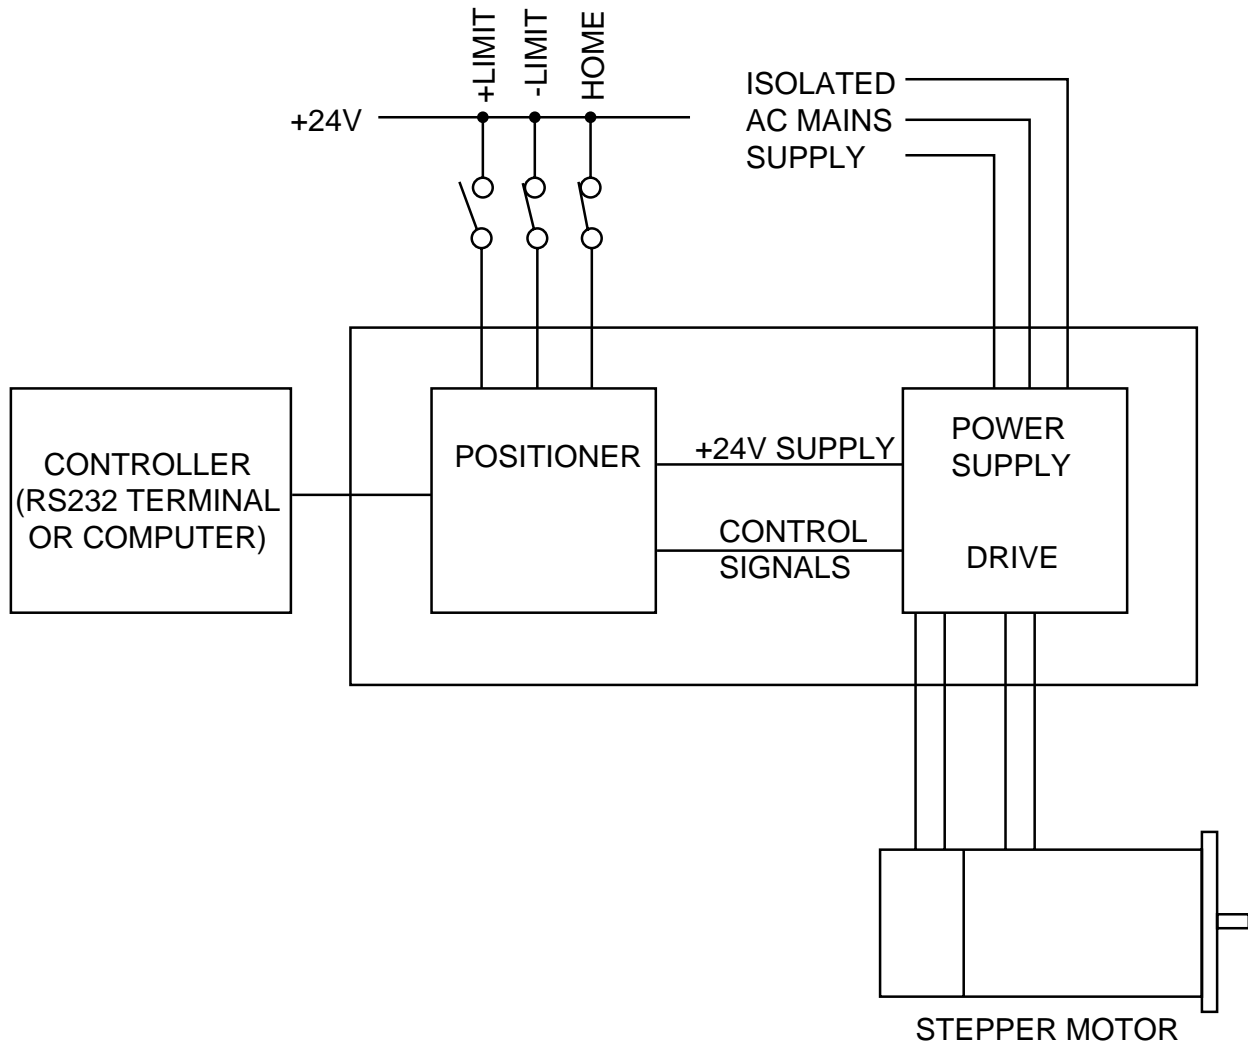 +LIMIT
-LIMIT
HOME
+24V
ISOLATED
AC MAINS
SUPPLY
CONTROLLER
(RS232 TERMINAL
OR COMPUTER)
POSITIONER
+24V SUPPLY
CONTROL
SIGNALS
POWER
SUPPLY
DRIVE
STEPPER MOTOR